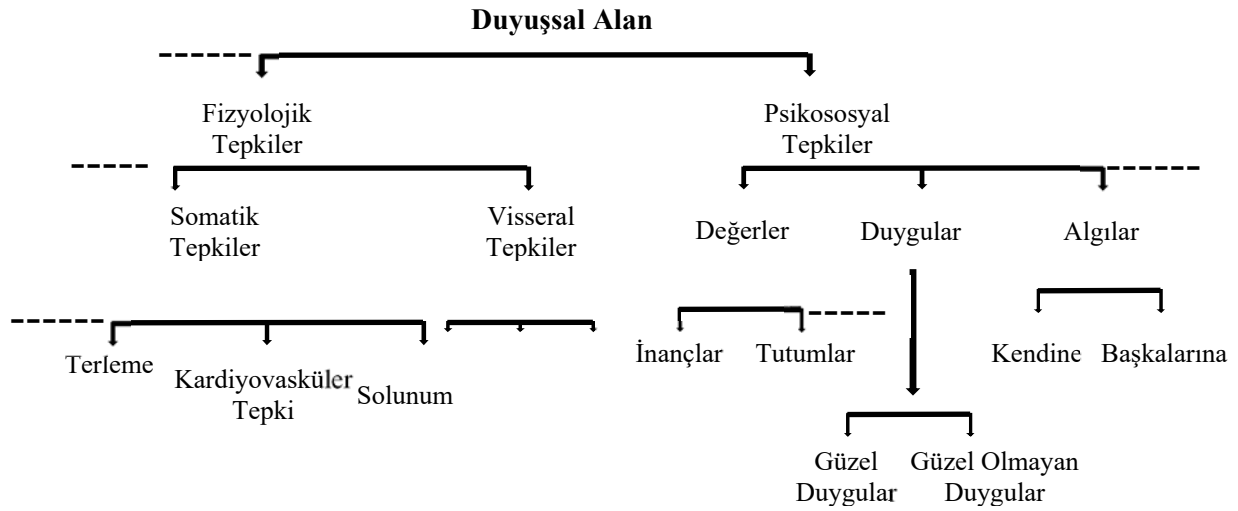 Duyuşsal Alan
Fizyolojik
Tepkiler
Psikososyal
Tepkiler
Somatik
Tepkiler
Visseral
Tepkiler
Değerler
Duygular
Algılar
Terleme
Kardiyovasküler
Tepki
Solunum
İnançlar
Tutumlar
Kendine
Başkalarına
Güzel
Duygular
Güzel Olmayan
Duygular